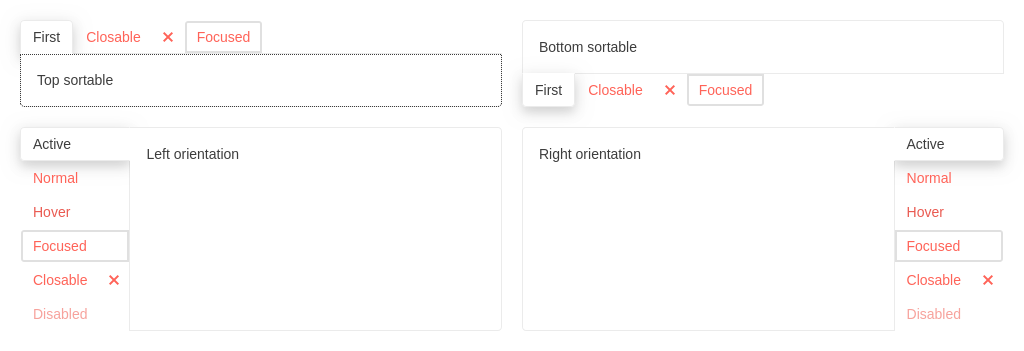 First Closable Focused
Top sortable
Bottom sortable
First Closable Focused
Active
Normal
Hover
Focused
Closable
Disabled
Left orientation
Right orientation
Active
Normal
Hover
Focused
Closable
Disabled